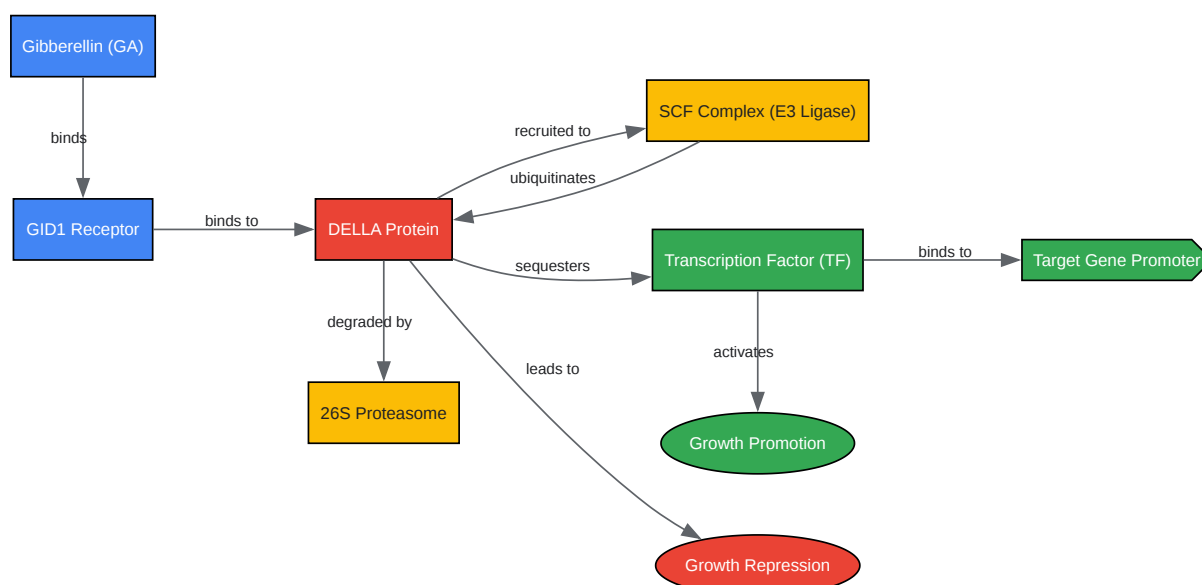 Gibberellin (GA)
binds
GID1 Receptor
binds to
DELLA Protein
recruited to
SCF Complex (E3 Ligase)
ubiquitinates
sequesters
Transcription Factor (TF)
binds to
Target Gene Promoter
degraded by
26S Proteasome
leads to
activates
Growth Promotion
Growth Repression